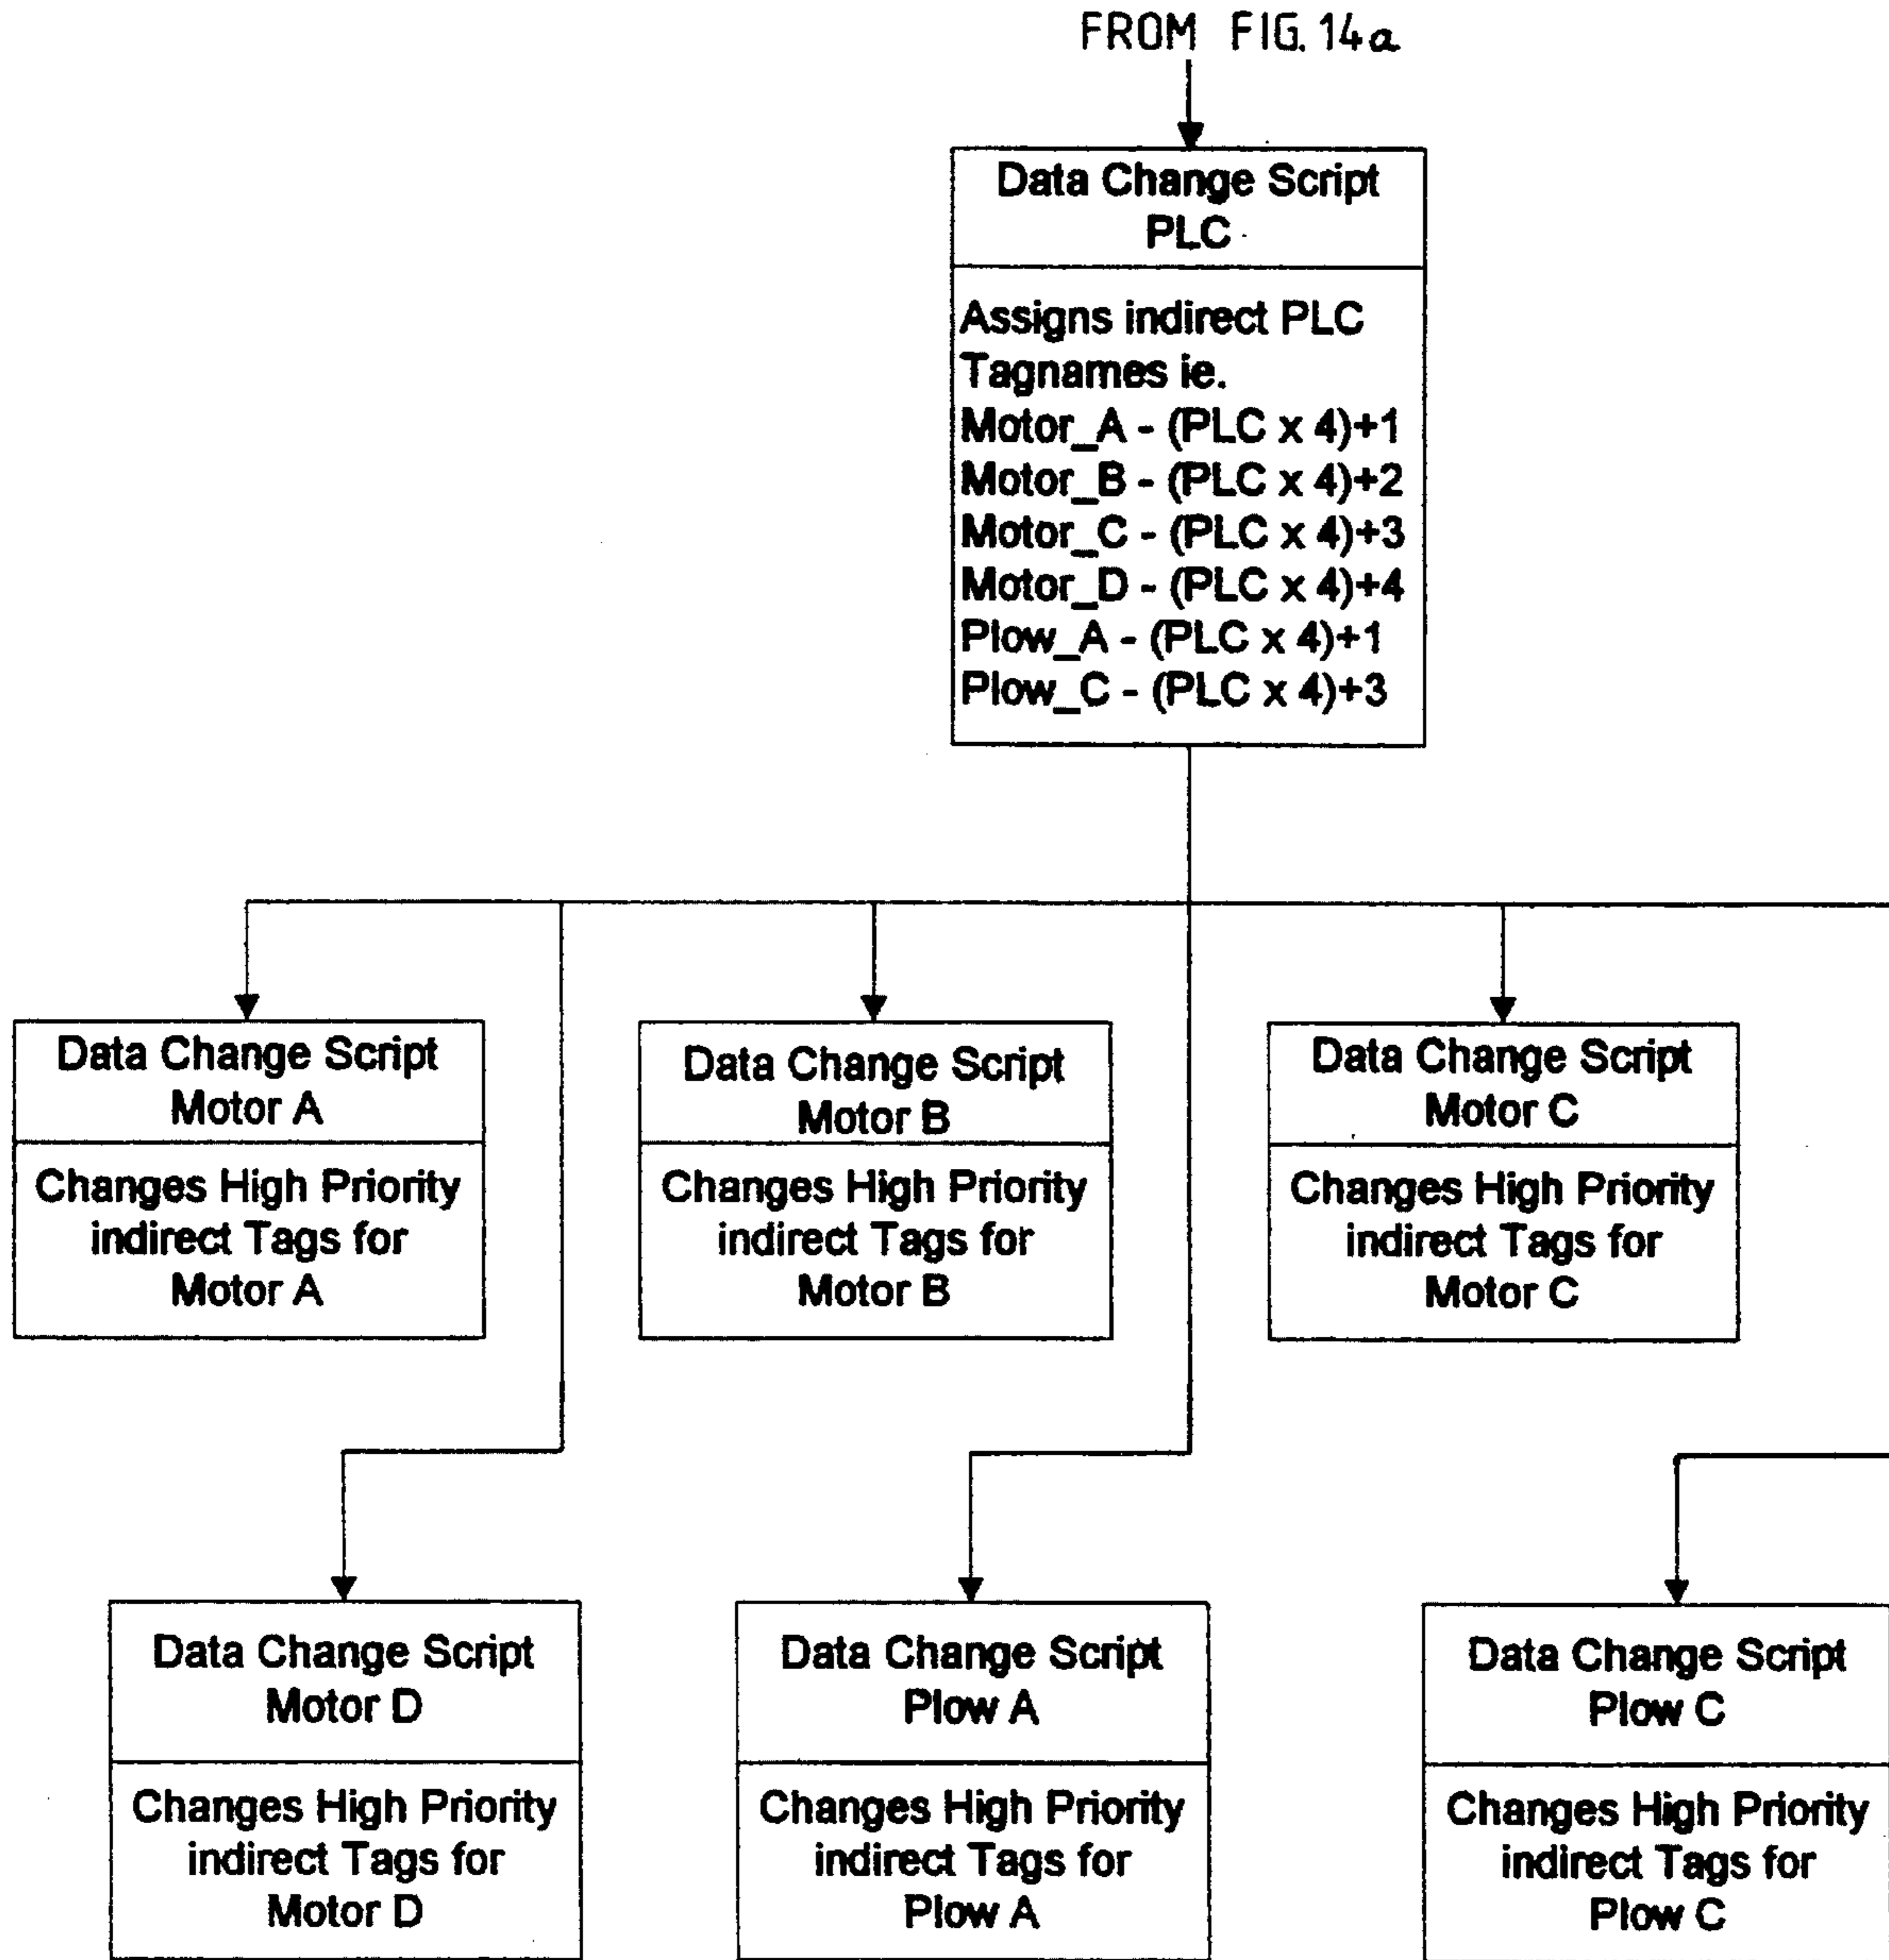 FROM FIG. 14a
Data Change Script
PLC
Assigns indirect PLC
Tagnames ie.
Motor_A - (PLC x 4)+1
Motor_B - (PLC x 4)+2
Motor_C - (PLC x 4)+3
Motor_D - (PLC x 4)+4
Plow_A - (PLC x 4)+1
Plow_C - (PLC x 4)+3
Data Change Script
Motor A
Changes High Priority
indirect Tags for
Motor A
Data Change Script
Motor B
Changes High Priority
indirect Tags for
Motor B
Data Change Script
Motor C
Changes High Priority
indirect Tags for
Motor C
Data Change Script
Motor D
Changes High Priority
indirect Tags for
Motor D
Data Change Script
Plow A
Changes High Priority
indirect Tags for
Plow A
Data Change Script
Plow C
Changes High Priority
indirect Tags for
Plow C